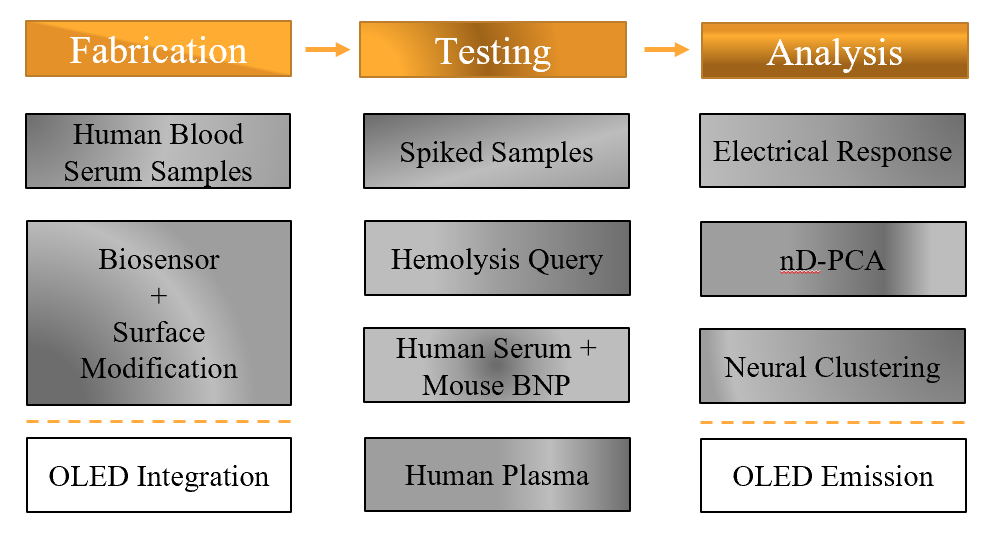 Fabrication
Testing
Analysis
Human Blood
Serum Samples
Biosensor
+
Surface
Modification
OLED Integration
Spiked Samples
Hemolysis Query
Human Serum +
Mouse BNP
Human Plasma
Electrical Response
nD-PCA
Neural Clustering
OLED Emission